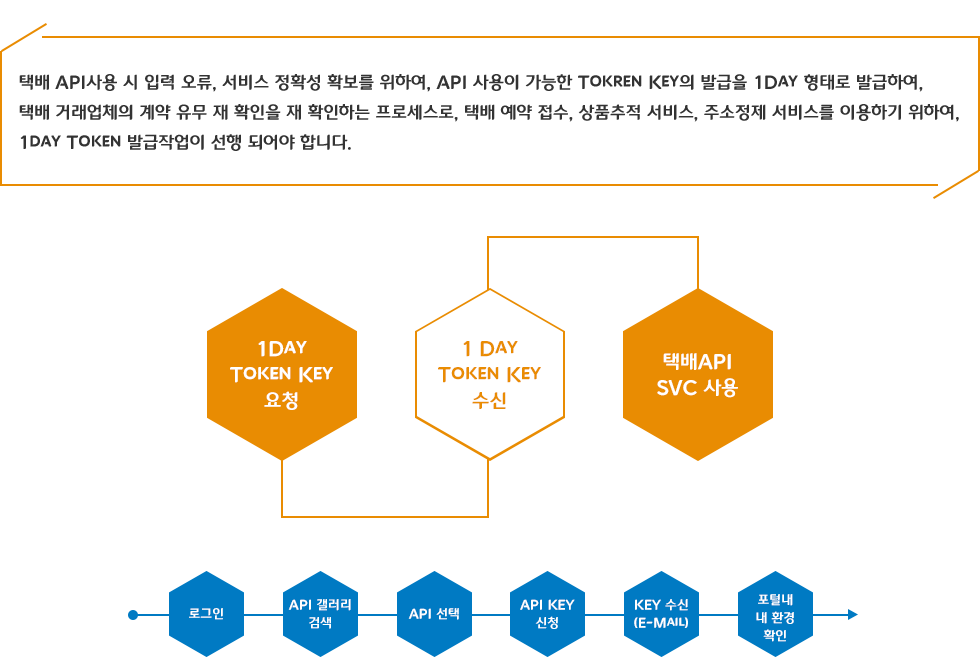 택배 API사용 시 입력 오류, 서비스 정확성 확보를 위하여, API 사용이 가능한 TOKREN KEY의 발급을 1DAY 형태로 발급하여,
택배 거래업체의 계약 유무 재 확인을 재 확인하는 프로세스로, 택배 예약 접수, 상품추적 서비스, 주소정제 서비스를 이용하기 위하여,
1DAY TOKEN 발급작업이 선행 되어야 합니다.
1DAY
TOKEN KEY
요청
1 DAY
TOKEN KEY
수신
택배API
SVC 사용
로그인
API 갤러리
검색
API 선택
API KEY
신청
KEY 수신
(E-MAIL)
포털내
내 환경
확인